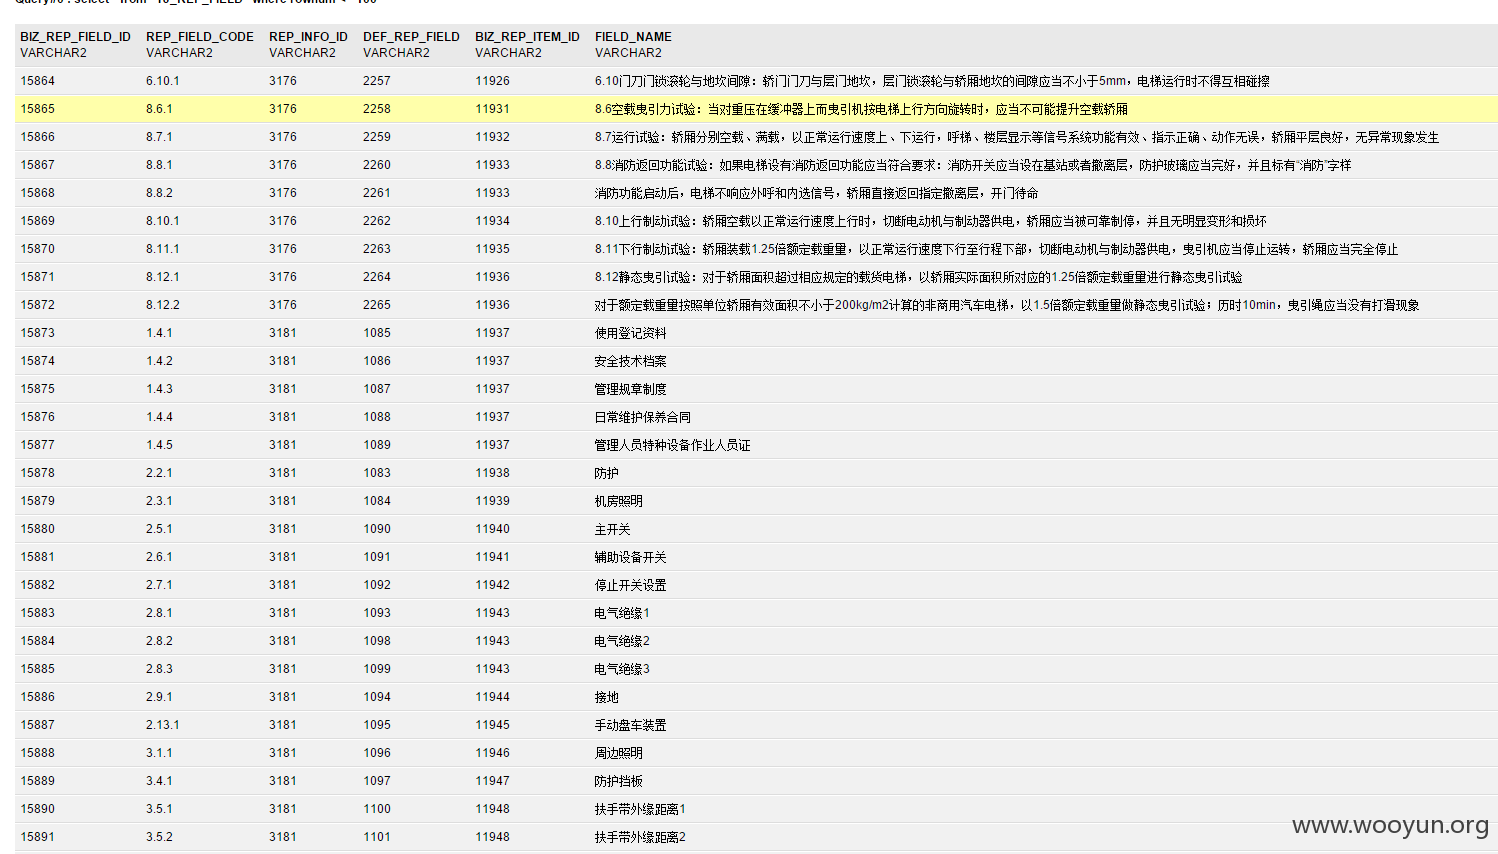 BIZ_REP_FIELD_ID REP_FIELD_CODE REP_INFO_ID DEF_REP_FIELD BIZ_REP_ITEM_ID FIELD_NAME
VARCHAR2 VARCHAR2 VARCHAR2 VARCHAR2 VARCHAR2 VARCHAR2
15864 6.10.1 3176 2257 11926 6.10门刀门锁滚轮与地坎间隙：轿门门刀与层门地坎，层门锁滚轮与轿厢地坎的间隙应当不小于5mm，电梯运行时不得互相碰擦
15865 8.6.1 3176 2258 11931 8.6空载曳引力试验：当对重压在缓冲器上而曳引机按电梯上行方向旋转时，应当不可能提升空载轿厢
15866 8.7.1 3176 2259 11932 8.7运行试验：轿厢分别空载、满载，以正常运行速度上、下运行，呼梯、楼层显示等信号系统功能有效、指示正确、动作无误，轿厢平层良好，无异常现象发生
15867 8.8.1 3176 2260 11933 8.8消防返回功能试验：如果电梯设有消防返回功能应当符合要求：消防开关应当设在基站或者撤离层，防护玻璃应当完好，并且标有“消防”字样
15868 8.8.2 3176 2261 11933 消防功能启动后，电梯不响应外呼和内选信号，轿厢直接返回指定撤离层，开门待命
15869 8.10.1 3176 2262 11934 8.10上行制动试验：轿厢空载以正常运行速度上行时，切断电动机与制动器供电，轿厢应当被可靠制停，并且无明显变形和损坏
15870 8.11.1 3176 2263 11935 8.11下行制动试验：轿厢装载1.25倍额定载重量，以正常运行速度下行至行程下部，切断电动机与制动器供电，曳引机应当停止运转，轿厢应当完全停止
15871 8.12.1 3176 2264 11936 8.12静态曳引试验：对于轿厢面积超过相应规定的载货电梯，以轿厢实际面积所对应的1.25倍额定载重量进行静态曳引试验
15872 8.12.2 3176 2265 11936 对于额定载重量按照单位轿厢有效面积不小于200kg/m2计算的非商用汽车电梯，以1.5倍额定载重量做静态曳引试验；历时10min，曳引绳应当没有打滑现象
15873 1.4.1 3181 1085 11937 使用登记资料
15874 1.4.2 3181 1086 11937 安全技术档案
15875 1.4.3 3181 1087 11937 管理规章制度
15876 1.4.4 3181 1088 11937 日常维护保养合同
15877 1.4.5 3181 1089 11937 管理人员特种设备作业人员证
15878 2.2.1 3181 1083 11938 防护
15879 2.3.1 3181 1084 11939 机房照明
15880 2.5.1 3181 1090 11940 主开关
15881 2.6.1 3181 1091 11941 辅助设备开关
15882 2.7.1 3181 1092 11942 停止开关设置
15883 2.8.1 3181 1093 11943 电气绝缘1
15884 2.8.2 3181 1098 11943 电气绝缘2
15885 2.8.3 3181 1099 11943 电气绝缘3
15886 2.9.1 3181 1094 11944 接地
15887 2.13.1 3181 1095 11945 手动盘车装置
15888 3.1.1 3181 1096 11946 周边照明
15889 3.4.1 3181 1097 11947 防护挡板
15890 3.5.1 3181 1100 11948 扶手带外缘距离1
15891 3.5.2 3181 1101 11948 扶手带外缘距离2
www.wooyun.org